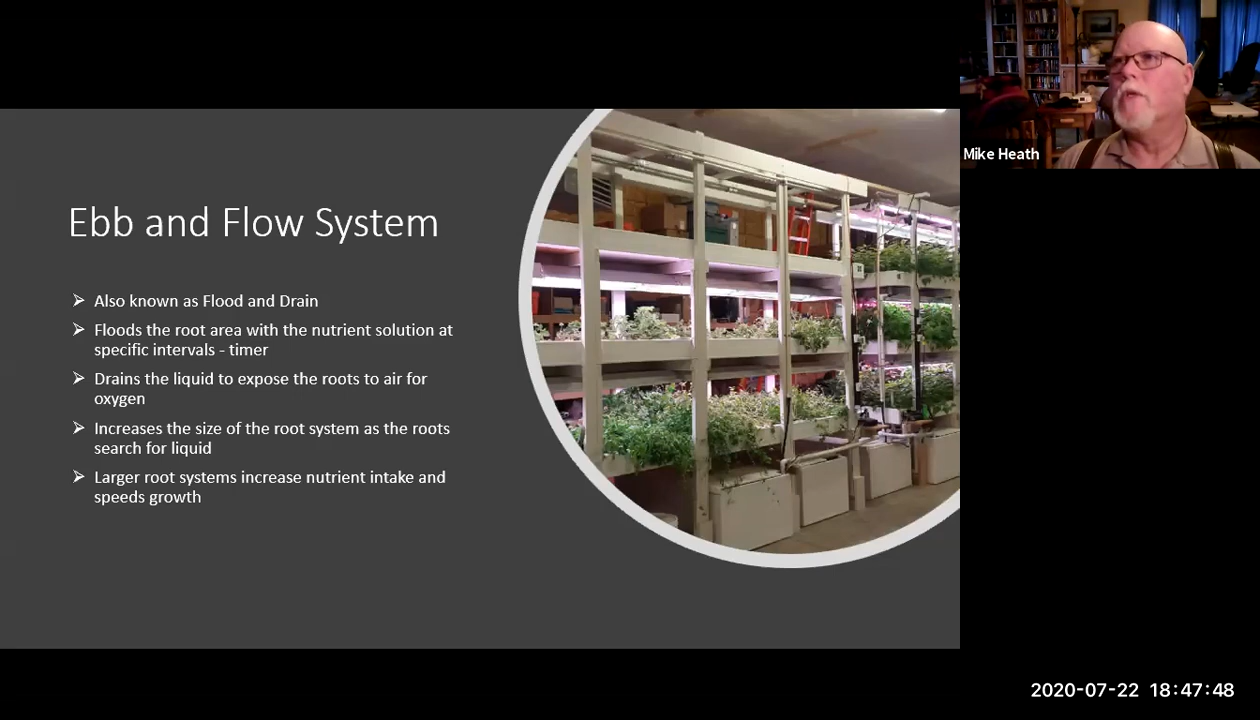 Mike Heath
Ebb and Flow System
➢ Also known as Flood and Drain
➢ Floods the root area with the nutrient solution at
specific intervals - timer
➢ Drains the liquid to expose the roots to air for
oxygen
➢ Increases the size of the root system as the roots
search for liquid
➢ Larger root systems increase nutrient intake and
speeds growth
2020-07-22 18:47:48